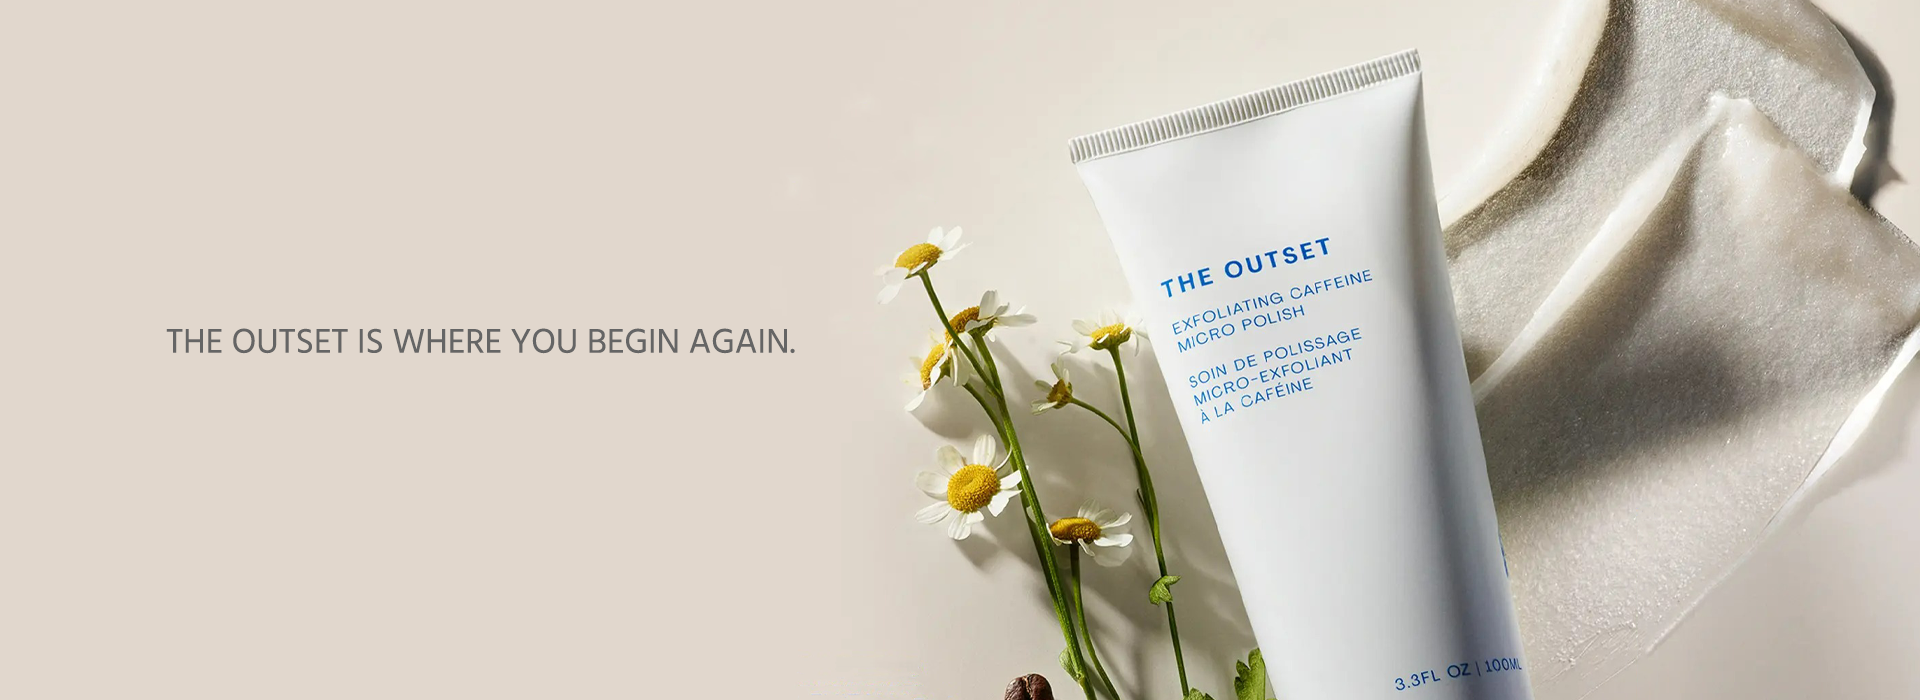 THE OUTSET IS WHERE YOU BEGIN AGAIN.
THE OUTSET
EXFOLIATING CAFFEINE
MICRO POLISH
SOIN DE POLISSAGE
MICRO-EXFOLIANT
À LA CAFÉINE
3.3FL OZ | 100ML